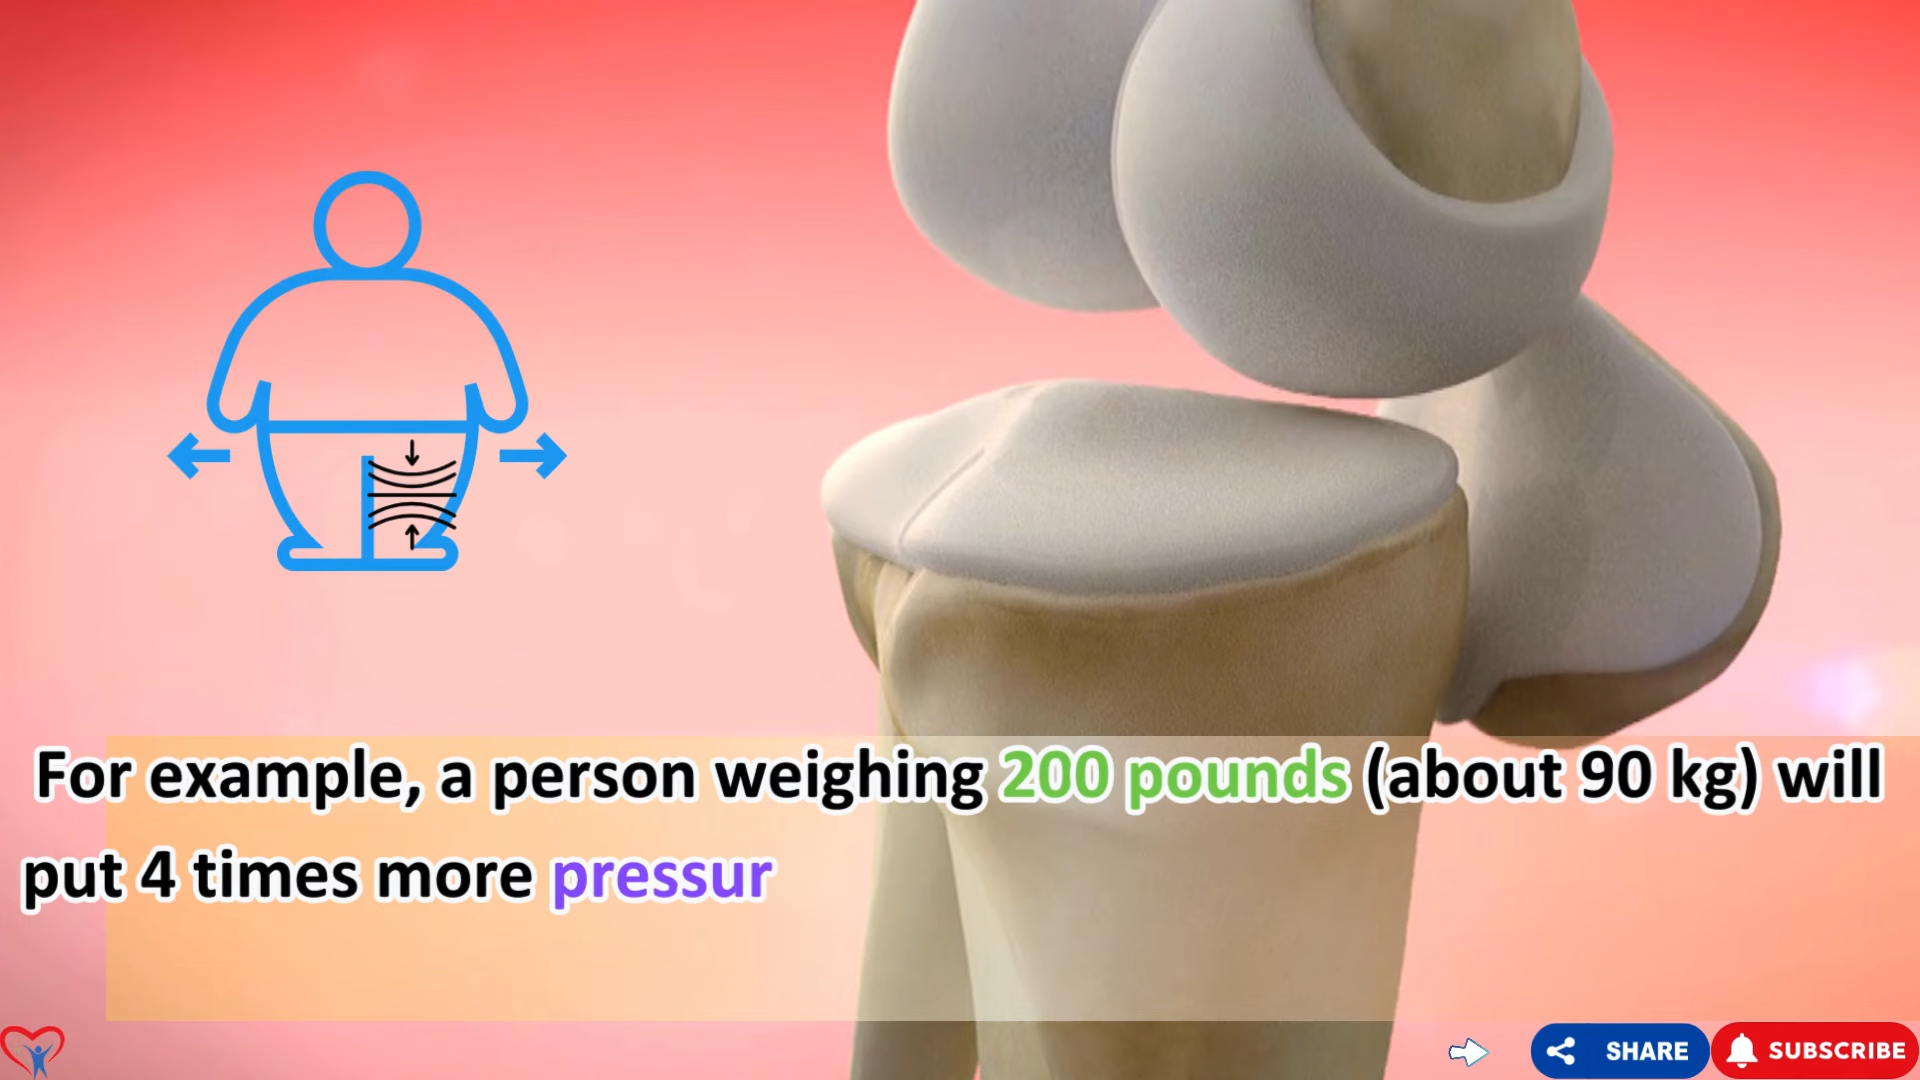 For example, a person weighing 200 pounds (about 90 kg) will
put 4 times more pressur
SHARE
SUBSCRIBE